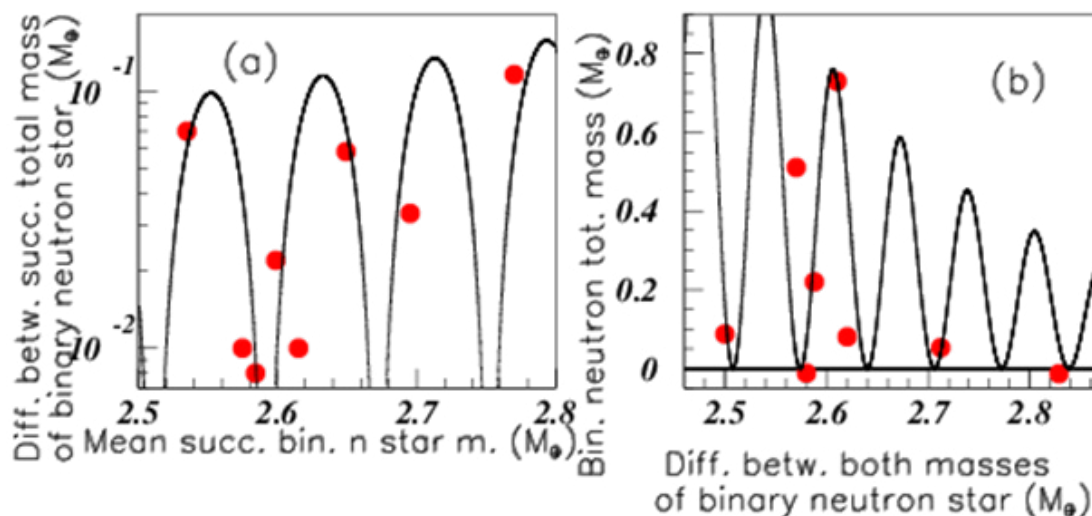 Diff. betw. succ. total mass
of binary neutron star (M⊕)
(a)
10 -1
10 -2
2.5 2.6 2.7 2.8
Mean succ. bin. n star m. (M⊕).
Bin. neutron tot. mass (M⊕)
(b)
0.8
0.6
0.4
0.2
0
2.5 2.6 2.7 2.8
Diff. betw. both masses
of binary neutron star (M⊕)